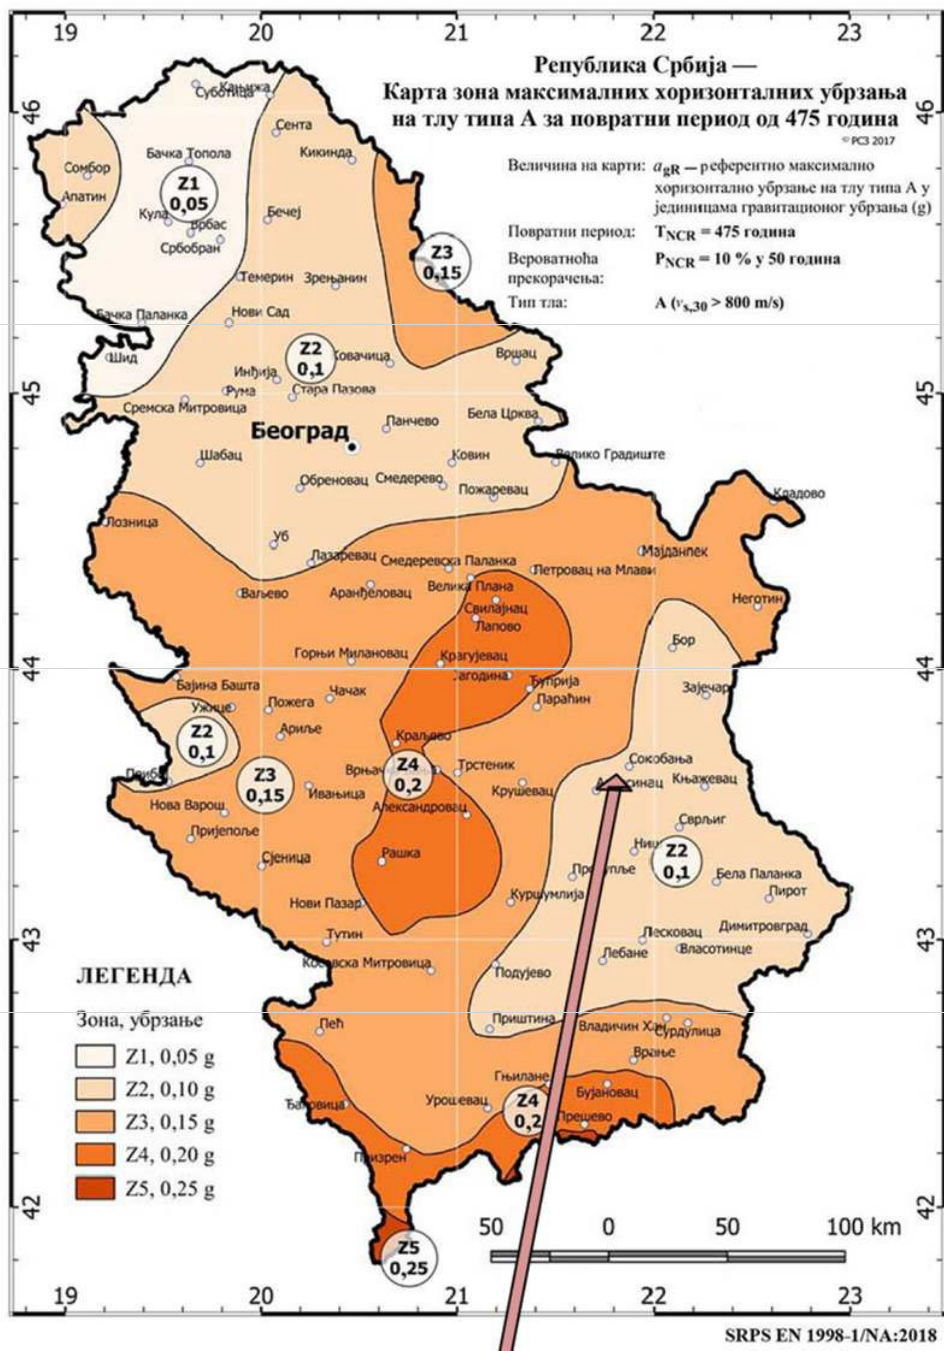 19 20 21 22 23
Република Србија —
Карта зона максималних хоризонталних убрзања
на тлу типа А за повратни период од 475 година
© РСЗ 2017
Величина на карти: agR — референтно максимално
хоризонтално убрзање на тлу типа А у
јединицама гравитационог убрзања (g)
Повратни период: TNCR = 475 година
Вероватноћа PNCR = 10 % у 50 година
прекорачења:
Тип тла: А (vs,30 > 800 m/s)
46 46
Суботица
Кањижа
Сента
Кикинда
Бачка Топола
Сомбор
Апатин
Z1
0,05
Кула
Врбас
Србобран
Бечеј
Z3
0,15
Темерин
Зрењанин
Бачка Паланка
Нови Сад
Шид
Z2
0,1
Ковачица
Вршац
Инђија
45 45
Рума
Стара Пазова
Сремска Митровица
Бела Црква
Панчево
Београд
Шабац
Ковин
Велико Градиште
Обреновац
Смедерево
Пожаревац
Кладово
Лозница
Уб
Лазаревац
Смедеревска Паланка
Мајданпек
Петровац на Млави
Ваљево
Аранђеловац
Велика Плана
Неготин
Свилајнац
Лапово
Бор
Горњи Милановац
Крагујевац
44 44
Јагодина
Ћуприја
Бајина Башта
Зајечар
Чачак
Параћин
Ужице
Пожега
Ариље
Z2
0,1
Краљево
Сокобања
Z4
0,2
Трстеник
Z3
0,15
Ивањица
Крушевац
Књажевац
Нова Варош
Александровац
Сврљиг
Пријепоље
Сјеница
Рашка
Z2
0,1
Бела Паланка
Пирот
Куршумлија
Нови Пазар
Димитровград
43 43
Тутин
Лесковац
Власотинце
Лебане
Косовска Митровица
Подујево
Приштина
Владичин Хан
Сурдулица
Пећ
Врање
Гњилане
Бујановац
Урошевац
Z4
0,2
Прешево
Ђаковица
Призрен
ЛЕГЕНДА
Зона, убрзање
Z1, 0,05 g
Z2, 0,10 g
Z3, 0,15 g
Z4, 0,20 g
Z5, 0,25 g
42 42
50 0 50 100 km
Z5
0,25
19 20 21 22 23
SRPS EN 1998-1/NA:2018